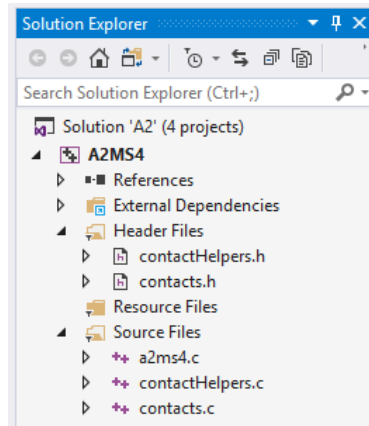 Solution Explorer
Search Solution Explorer (Ctrl+;)
Solution 'A2' (4 projects)
A2MS4
References
External Dependencies
Header Files
contactHelpers.h
contacts.h
Resource Files
Source Files
a2ms4.c
contactHelpers.c
contacts.c